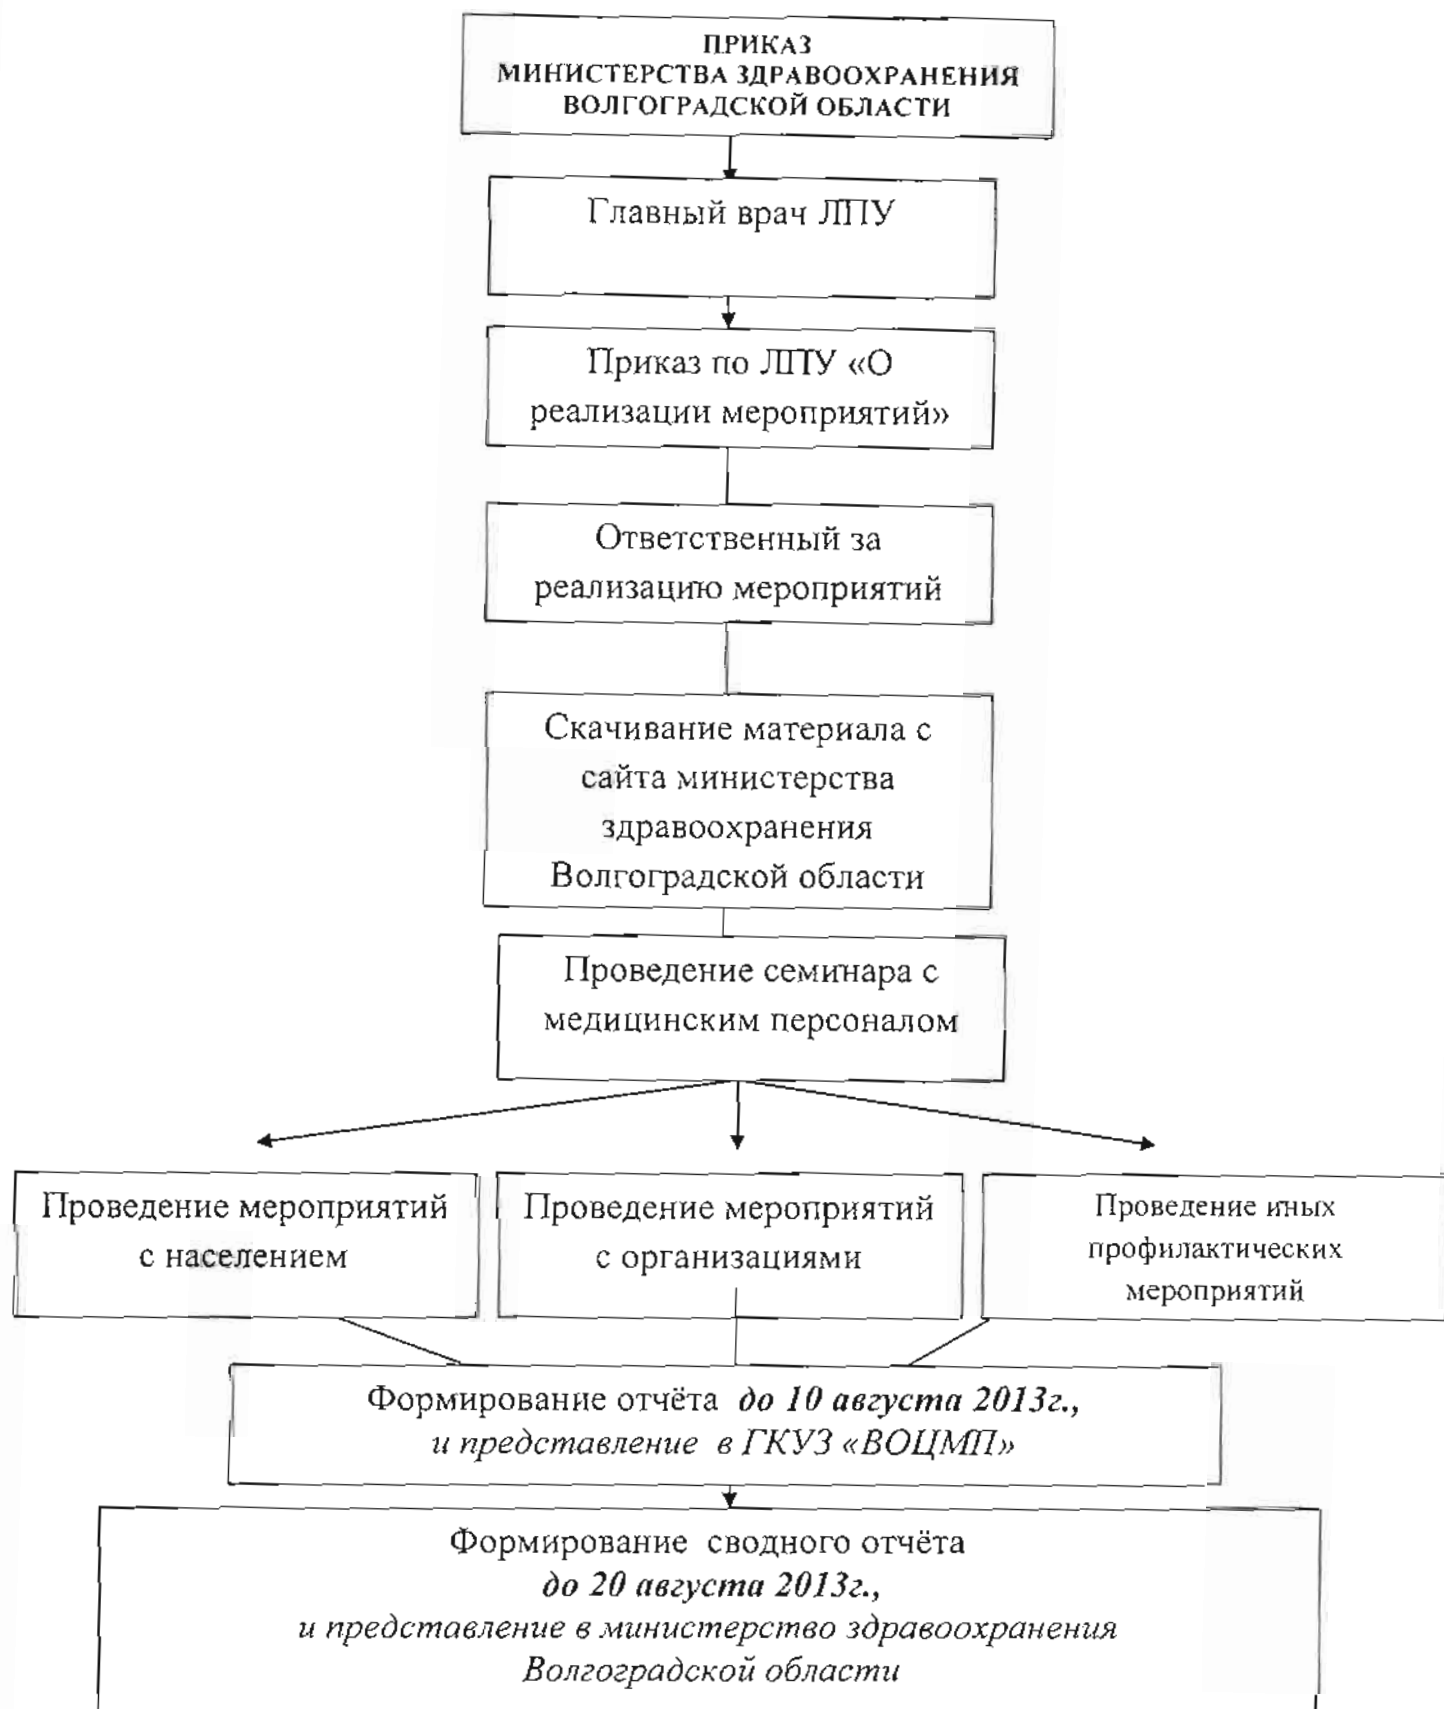 ПРИКАЗ
МИНИСТЕРСТВА ЗДРАВООХРАНЕНИЯ
ВОЛГОГРАДСКОЙ ОБЛАСТИ
Главный врач ЛПУ
Приказ по ЛПУ «О
реализации мероприятий»
Ответственный за
реализацию мероприятий
Скачивание материала с
сайта министерства
здравоохранения
Волгоградской области
Проведение семинара с
медицинским персоналом
Проведение мероприятий
с населением
Проведение мероприятий
с организациями
Проведение иных
профилактических
мероприятий
Формирование отчёта до 10 августа 2013г.,
и представление в ГКУЗ «ВОЦМП»
Формирование сводного отчёта
до 20 августа 2013г.,
и представление в министерство здравоохранения
Волгоградской области